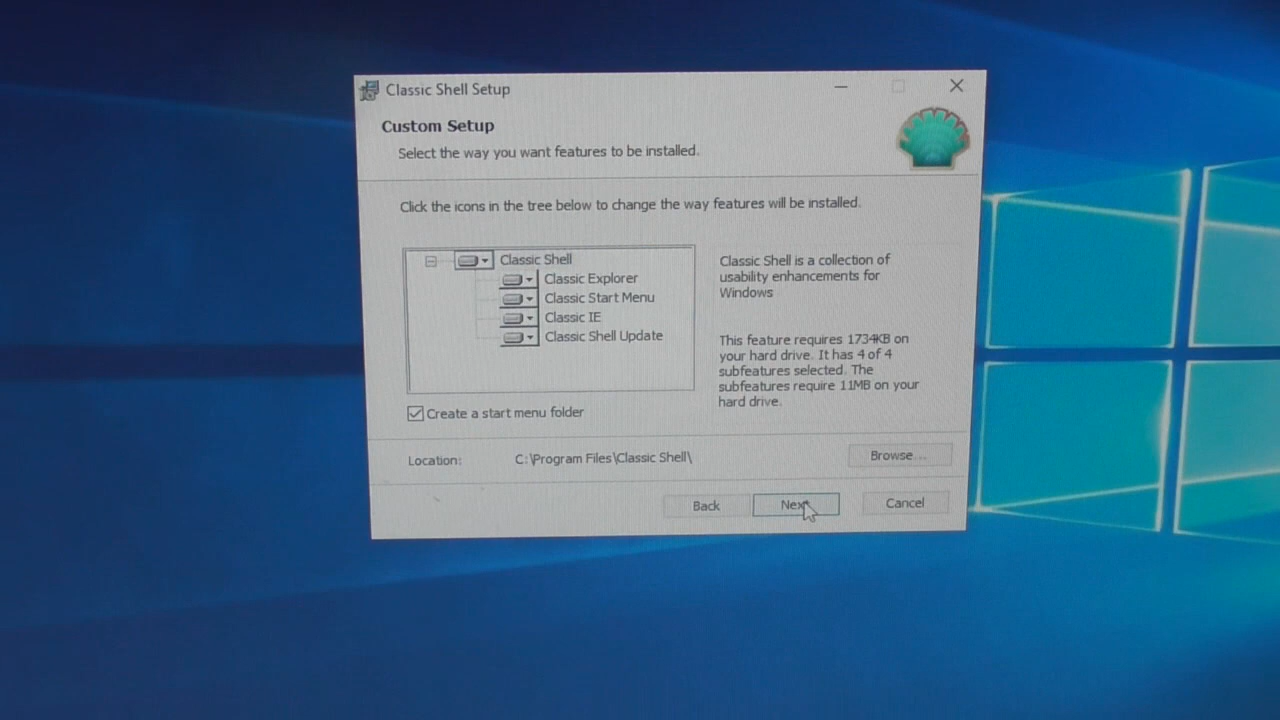 Classic Shell Setup
Custom Setup
Select the way you want features to be installed.
Click the icons in the tree below to change the way features will be installed.
Classic Shell
Classic Explorer
Classic Start Menu
Classic IE
Classic Shell Update
Classic Shell is a collection of
usability enhancements for
Windows
This feature requires 1734KB on
your hard drive. It has 4 of 4
subfeatures selected. The
subfeatures require 11MB on your
hard drive.
Create a start menu folder
Location: C:\Program Files\Classic Shell\
Browse...
Back Next Cancel